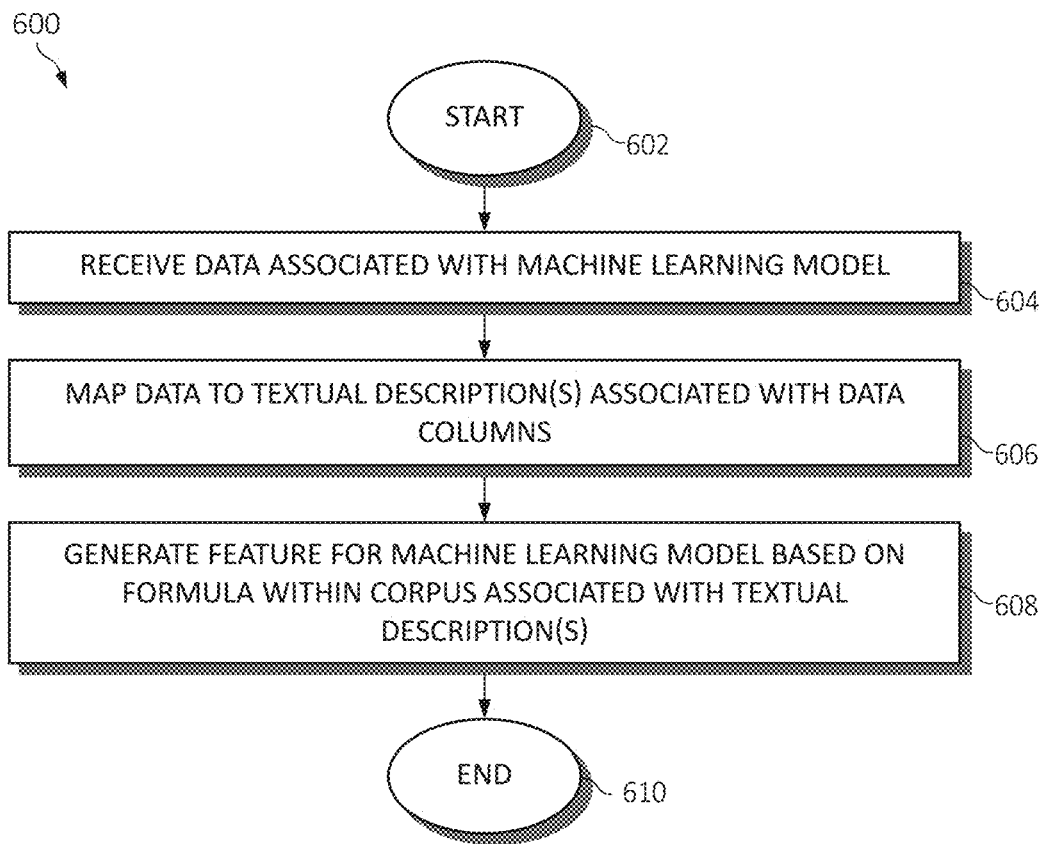 600
START
602
RECEIVE DATA ASSOCIATED WITH MACHINE LEARNING MODEL
604
MAP DATA TO TEXTUAL DESCRIPTION(S) ASSOCIATED WITH DATA
COLUMNS
606
GENERATE FEATURE FOR MACHINE LEARNING MODEL BASED ON
FORMULA WITHIN CORPUS ASSOCIATED WITH TEXTUAL
DESCRIPTION(S)
608
END
610